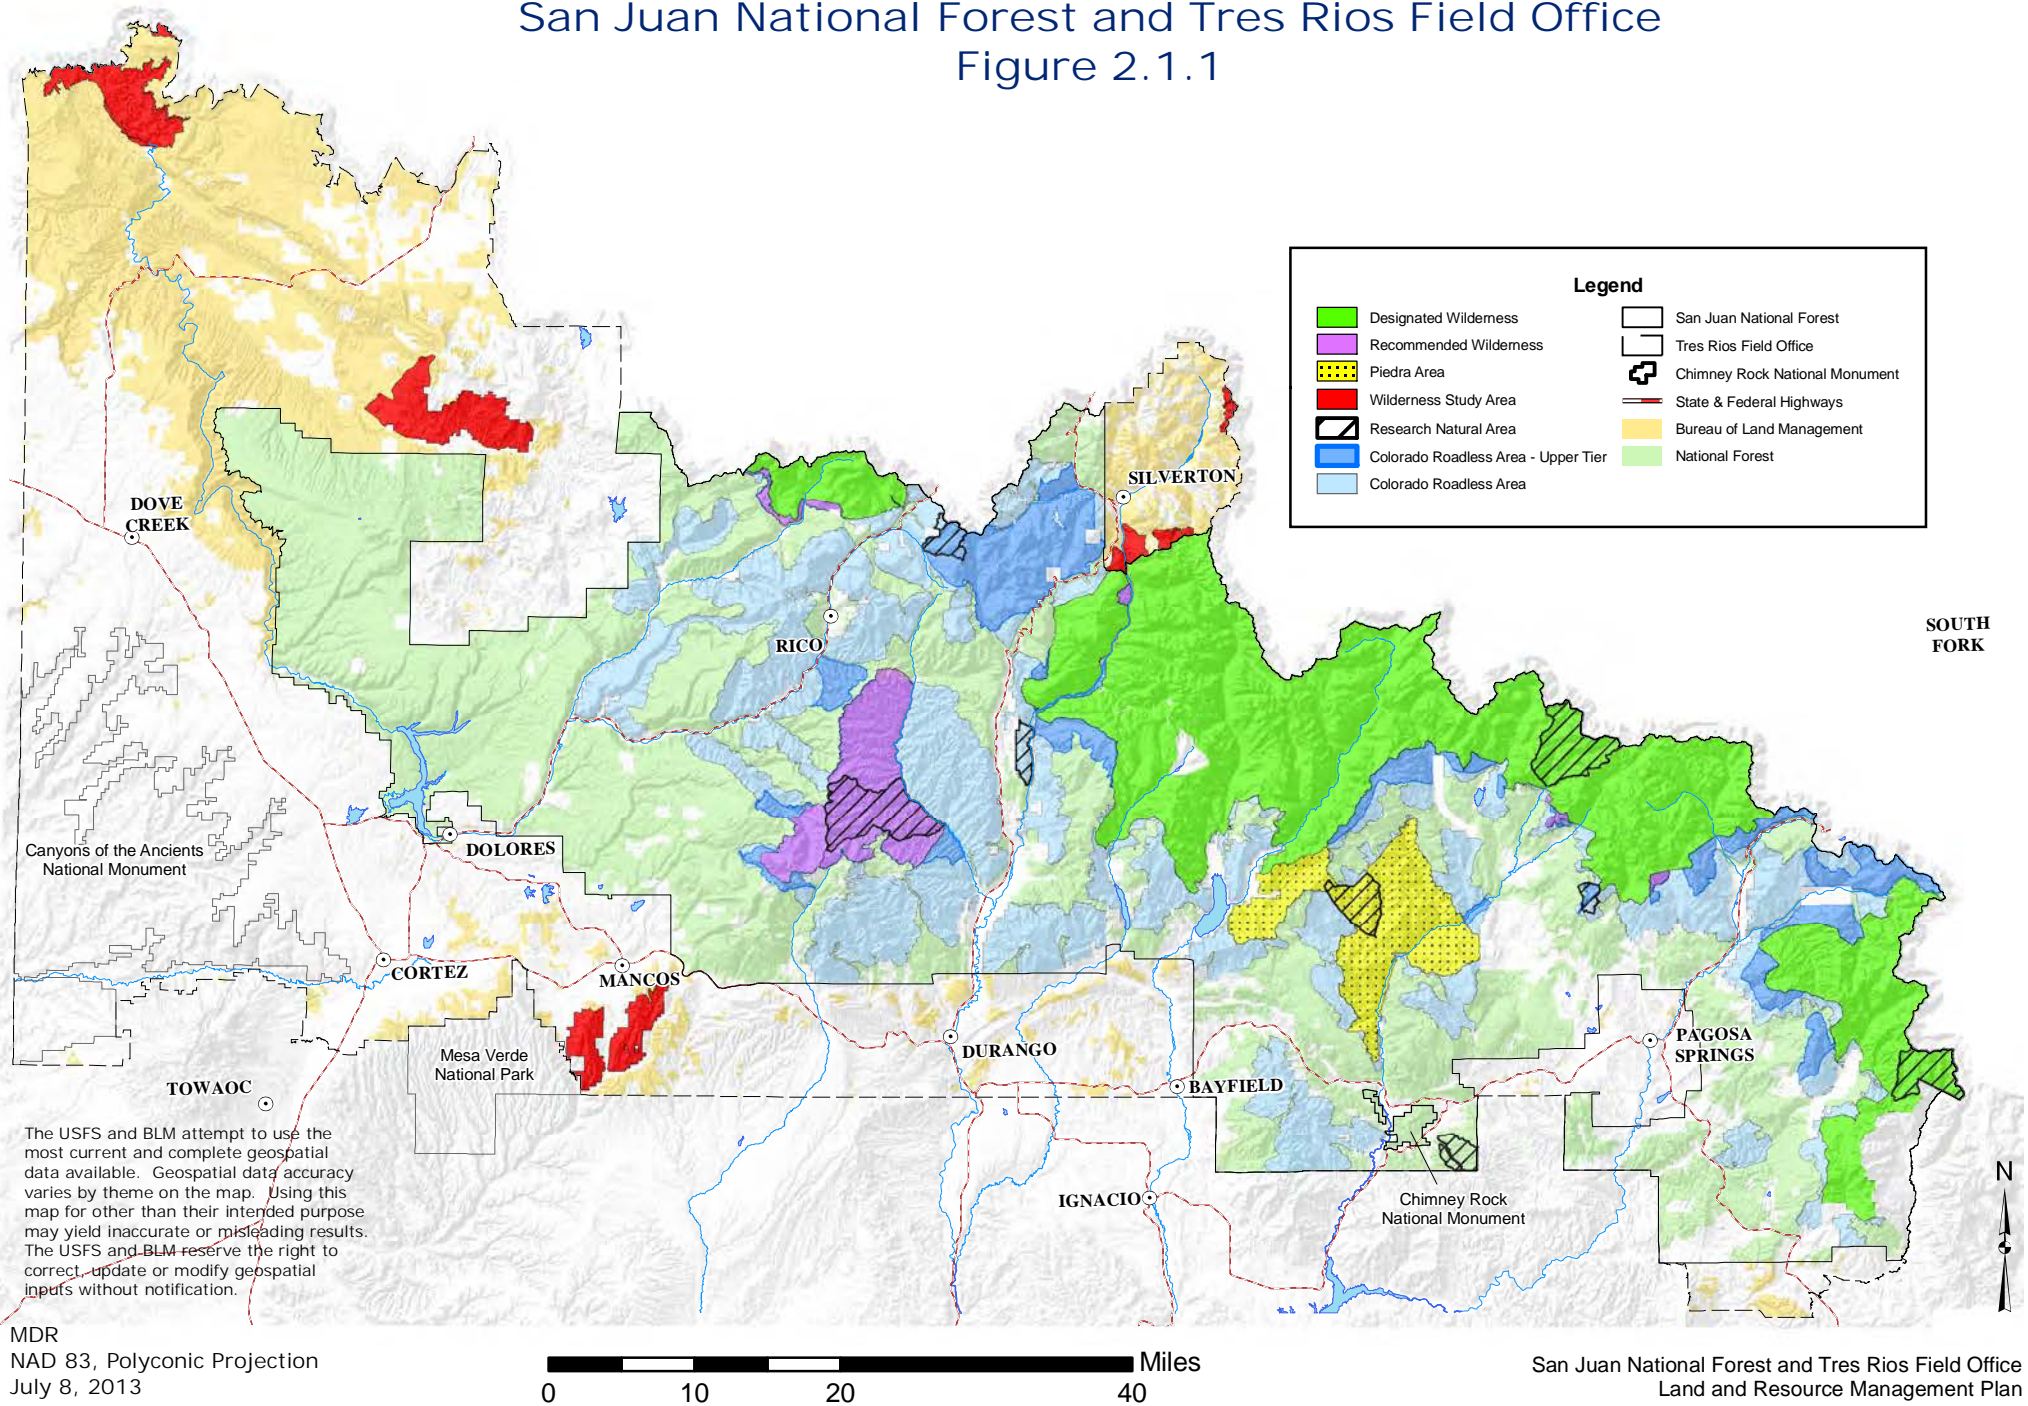 San Juan National Forest and Tres Rios Field Office
Figure 2.1.1
Legend
Designated Wilderness
Recommended Wilderness
Piedra Area
Wilderness Study Area
Research Natural Area
Colorado Roadless Area - Upper Tier
Colorado Roadless Area
San Juan National Forest
Tres Rios Field Office
Chimney Rock National Monument
State & Federal Highways
Bureau of Land Management
National Forest
SILVERTON
DOVE
CREEK
SOUTH
FORK
RICO
DOLORES
Canyons of the Ancients
National Monument
CORTEZ
MANCOS
DURANGO
PAGOSA
SPRINGS
Mesa Verde
National Park
BAYFIELD
TOWAOC
IGNACIO
Chimney Rock
National Monument
N
The USFS and BLM attempt to use the
most current and complete geospatial
data available. Geospatial data accuracy
varies by theme on the map. Using this
map for other than their intended purpose
may yield inaccurate or misleading results.
The USFS and BLM reserve the right to
correct, update or modify geospatial
inputs without notification.
MDR
NAD 83, Polyconic Projection
July 8, 2013
Miles
0 10 20 40
San Juan National Forest and Tres Rios Field Office
Land and Resource Management Plan